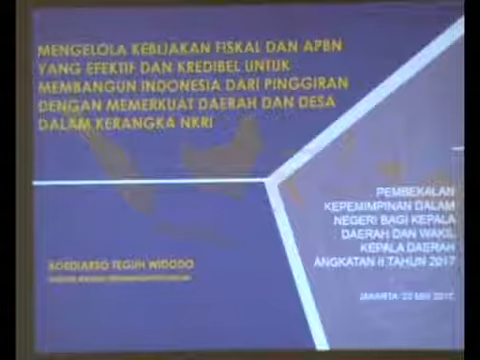 MENGELOLA KEBIJAKAN FISKAL DAN APBN
YANG EFEKTIF DAN KREDIBEL UNTUK
MEMBANGUN INDONESIA DARI PINGGIRAN
DENGAN MEMERKUAT DAERAH DAN DESA
DALAM KERANGKA NKRI
PEMBEKALAN
KEPEMIMPINAN DALAM
NEGERI BAGI KEPALA
DAERAH DAN WAKIL
KEPALA DAERAH
ANGKATAN II TAHUN 2017
BOEDIARSO TEGUH WIDODO
JAKARTA